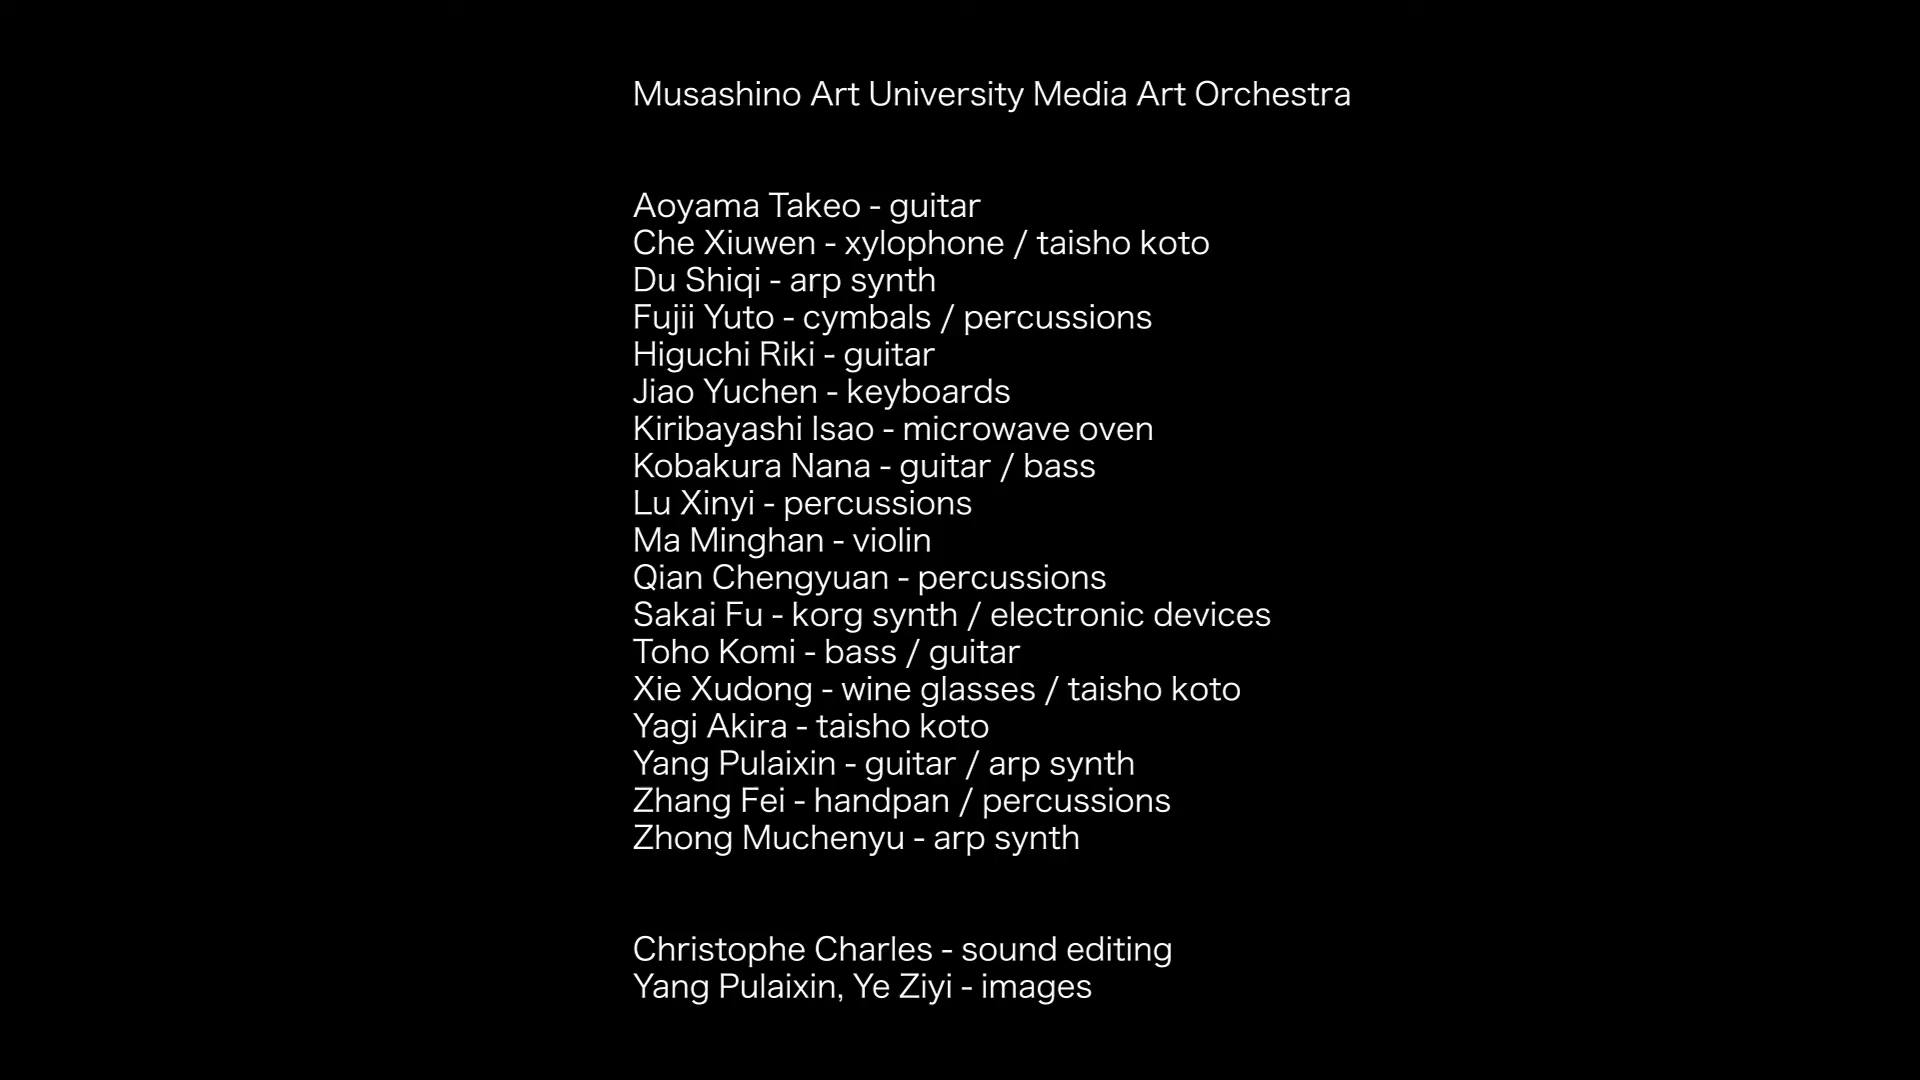 Musashino Art University Media Art Orchestra
Aoyama Takeo - guitar
Che Xiuwen - xylophone / taisho koto
Du Shiqi - arp synth
Fujii Yuto - cymbals / percussions
Higuchi Riki - guitar
Jiao Yuchen - keyboards
Kiribayashi Isao - microwave oven
Kobakura Nana - guitar / bass
Lu Xinyi - percussions
Ma Minghan - violin
Qian Chengyuan - percussions
Sakai Fu - korg synth / electronic devices
Toho Komi - bass / guitar
Xie Xudong - wine glasses / taisho koto
Yagi Akira - taisho koto
Yang Pulaixin - guitar / arp synth
Zhang Fei - handpan / percussions
Zhong Muchenyu - arp synth
Christophe Charles - sound editing
Yang Pulaixin, Ye Ziyi - images